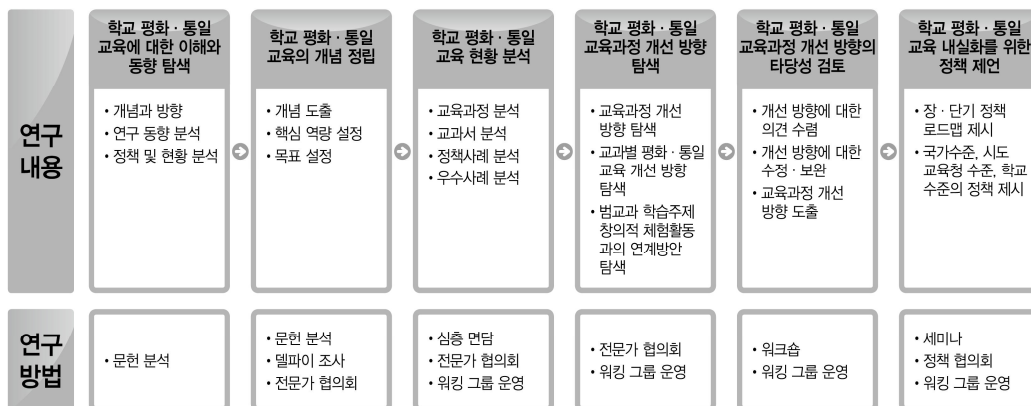 학교 평화 · 통일
교육에 대한 이해와
동향 탐색
학교 평화 · 통일
교육의 개념 정립
학교 평화 · 통일
교육 현황 분석
학교 평화 · 통일
교육과정 개선 방향
탐색
학교 평화 · 통일
교육과정 개선 방향의
타당성 검토
학교 평화 · 통일
교육 내실화를 위한
정책 제언
연구
내용
• 개념과 방향
• 연구 동향 분석
• 정책 및 현황 분석
• 개념 도출
• 핵심 역량 설정
• 목표 설정
• 교육과정 분석
• 교과서 분석
• 정책사례 분석
• 우수사례 분석
• 교육과정 개선
방향 탐색
• 교과별 평화 · 통일
교육 개선 방향
탐색
• 범교과 학습주제
창의적 체험활동
과의 연계방안
탐색
• 개선 방향에 대한
의견 수렴
• 개선 방향에 대한
수정 · 보완
• 교육과정 개선
방향 도출
• 장 · 단기 정책
로드맵 제시
• 국가수준, 시도
교육청 수준, 학교
수준의 정책 제시
연구
방법
• 문헌 분석
• 문헌 분석
• 델파이 조사
• 전문가 협의회
• 심층 면담
• 전문가 협의회
• 워킹 그룹 운영
• 전문가 협의회
• 워킹 그룹 운영
• 워크숍
• 워킹 그룹 운영
• 세미나
• 정책 협의회
• 워킹 그룹 운영